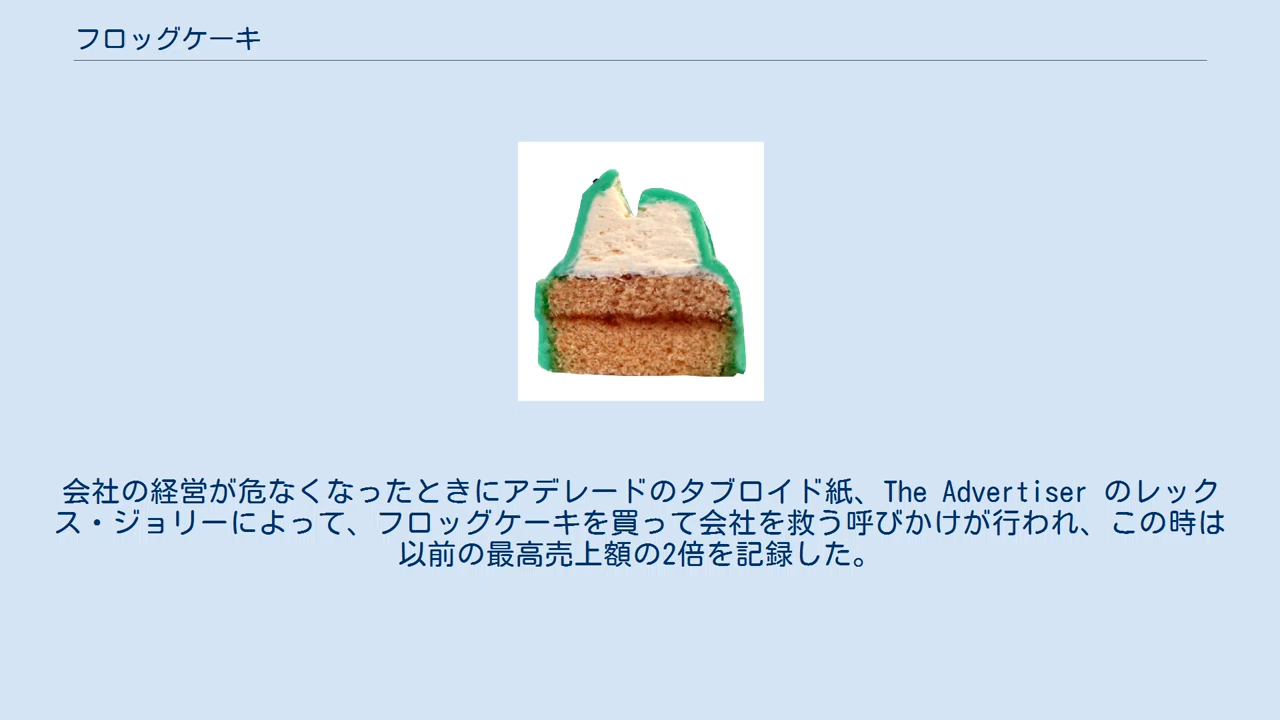 フロッグケーキ
会社の経営が危なくなったときにアデレードのタブロイド紙、The Advertiser のレック
ス・ジョリーによって、フロッグケーキを買って会社を救う呼びかけが行われ、この時は
以前の最高売上額の2倍を記録した。